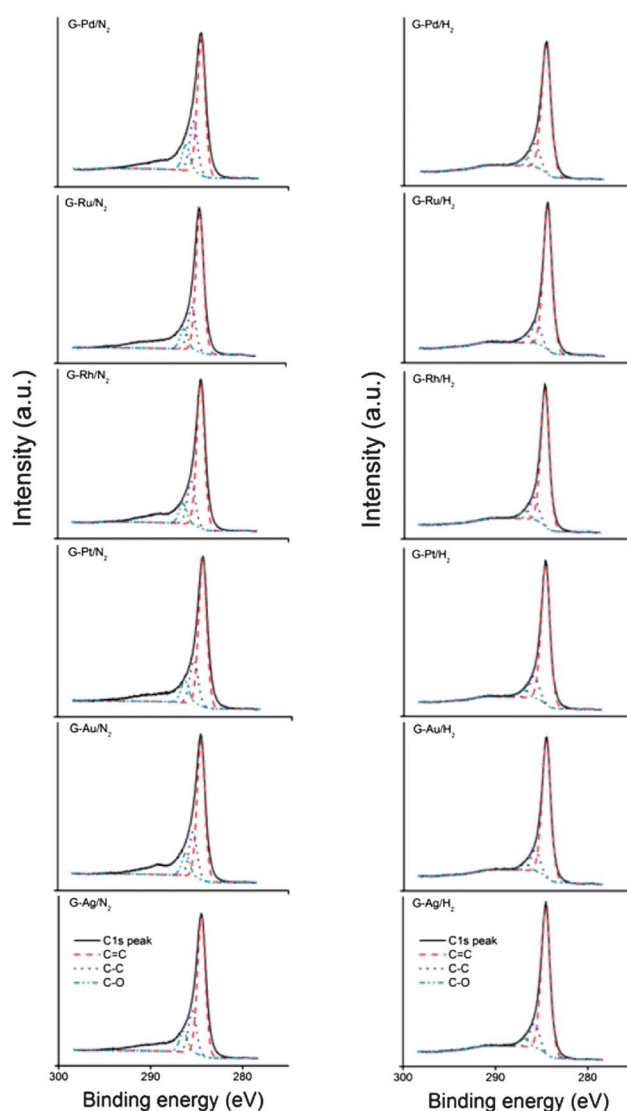 G-Pd/N₂
G-Ru/N₂
G-Rh/N₂
G-Pt/N₂
G-Au/N₂
G-Ag/N₂
C1s peak
C=C
C-C
C-O
Intensity (a.u.)
300
290
280
Binding energy (eV)
G-Pd/H₂
G-Ru/H₂
G-Rh/H₂
G-Pt/H₂
G-Au/H₂
G-Ag/H₂
C1s peak
C=C
C-C
C-O
Intensity (a.u.)
300
290
280
Binding energy (eV)